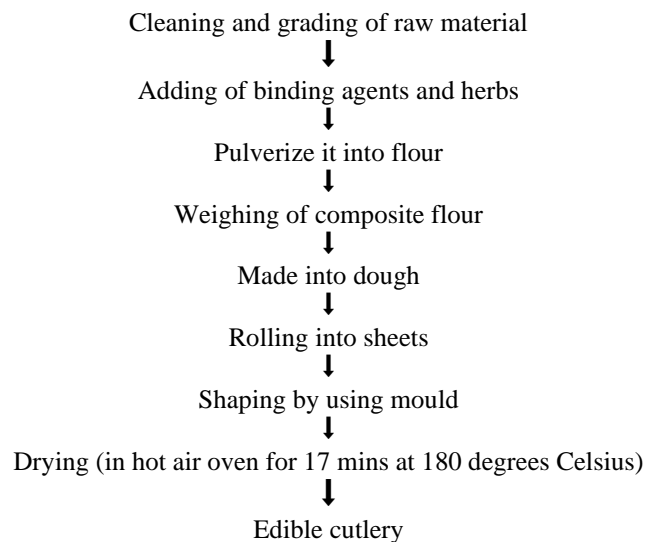 Cleaning and grading of raw material
Adding of binding agents and herbs
Pulverize it into flour
Weighing of composite flour
Made into dough
Rolling into sheets
Shaping by using mould
Drying (in hot air oven for 17 mins at 180 degrees Celsius)
Edible cutlery